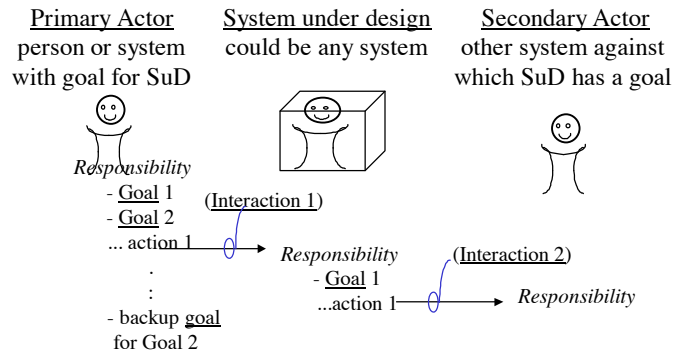 Primary Actor
person or system
with goal for SuD
System under design
could be any system
Secondary Actor
other system against
which SuD has a goal
Responsibility
- Goal 1
- Goal 2
... action 1
.
:
- backup goal
for Goal 2
(Interaction 1)
Responsibility
- Goal 1
...action 1
(Interaction 2)
Responsibility